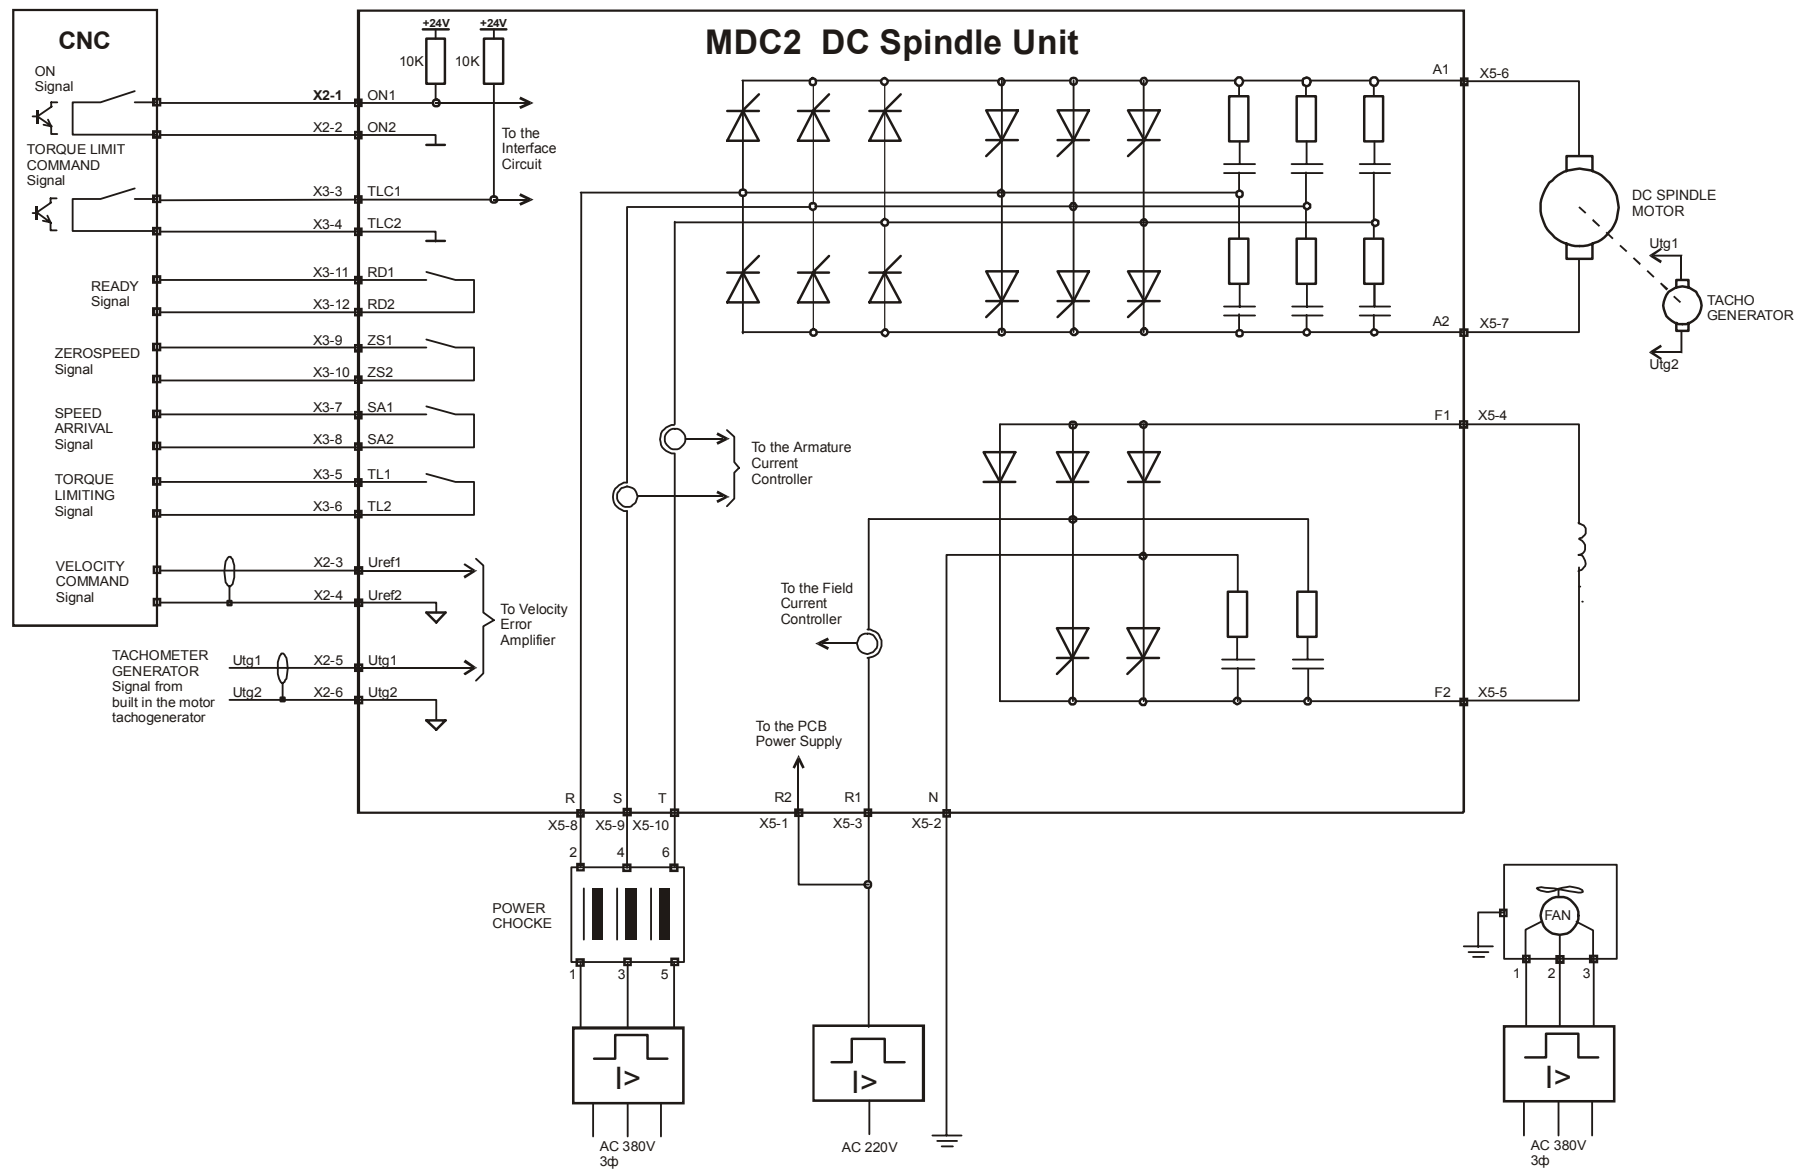 CNC
MDC2 DC Spindle Unit
+24V
+24V
10K
10K
ON
Signal
X2-1
ON1
X2-2
ON2
To the
Interface
Circuit
TORQUE LIMIT
COMMAND
Signal
X3-3
TLC1
X3-4
TLC2
READY
Signal
X3-11
RD1
X3-12
RD2
ZEROSPEED
Signal
X3-9
ZS1
X3-10
ZS2
SPEED
ARRIVAL
Signal
X3-7
SA1
X3-8
SA2
TORQUE
LIMITING
Signal
X3-5
TL1
X3-6
TL2
VELOCITY
COMMAND
Signal
X2-3
Uref1
X2-4
Uref2
To Velocity
Error
Amplifier
TACHOMETER
GENERATOR
Signal from
built in the motor
tachogenerator
Utg1
X2-5
Utg1
Utg2
X2-6
Utg2
A1
X5-6
A2
X5-7
DC SPINDLE
MOTOR
Utg1
TACHO
GENERATOR
Utg2
To the Armature
Current
Controller
F1
X5-4
F2
X5-5
To the Field
Current
Controller
To the PCB
Power Supply
R
S
T
R2
R1
N
X5-8
X5-9
X5-10
X5-1
X5-3
X5-2
2
4
6
POWER
CHOCKE
1
3
5
I>
AC 380V
3ф
I>
AC 220V
FAN
1
2
3
I>
AC 380V
3ф